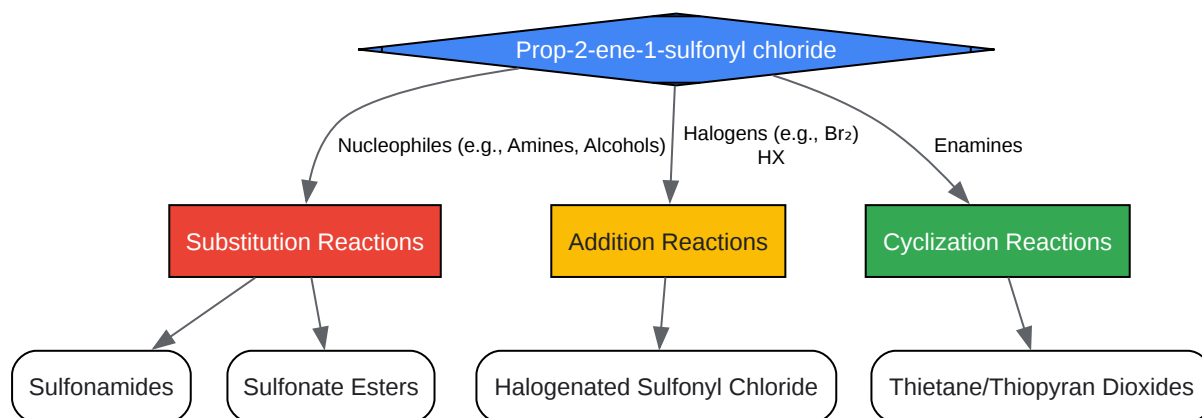 Prop-2-ene-1-sulfonyl chloride
Nucleophiles (e.g., Amines, Alcohols)
Halogens (e.g., Br₂)
HX
Enamines
Substitution Reactions
Addition Reactions
Cyclization Reactions
Sulfonamides
Sulfonate Esters
Halogenated Sulfonyl Chloride
Thietane/Thiopyran Dioxides